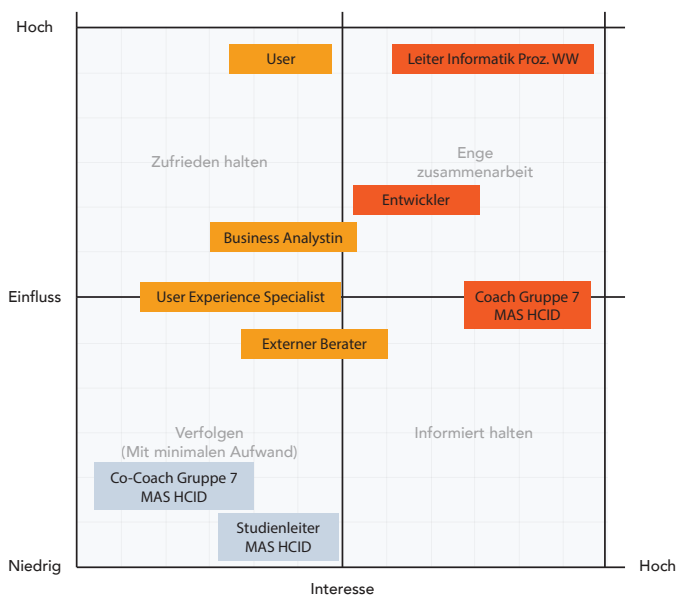 Hoch
User
Leiter Informatik Proz. WW
Zufrieden halten
Enge
zusammenarbeit
Entwickler
Business Analystin
Einfluss
User Experience Specialist
Coach Gruppe 7
MAS HCID
Externer Berater
Verfolgen
(Mit minimalen Aufwand)
Informiert halten
Co-Coach Gruppe 7
MAS HCID
Studienleiter
MAS HCID
Niedrig
Hoch
Interesse